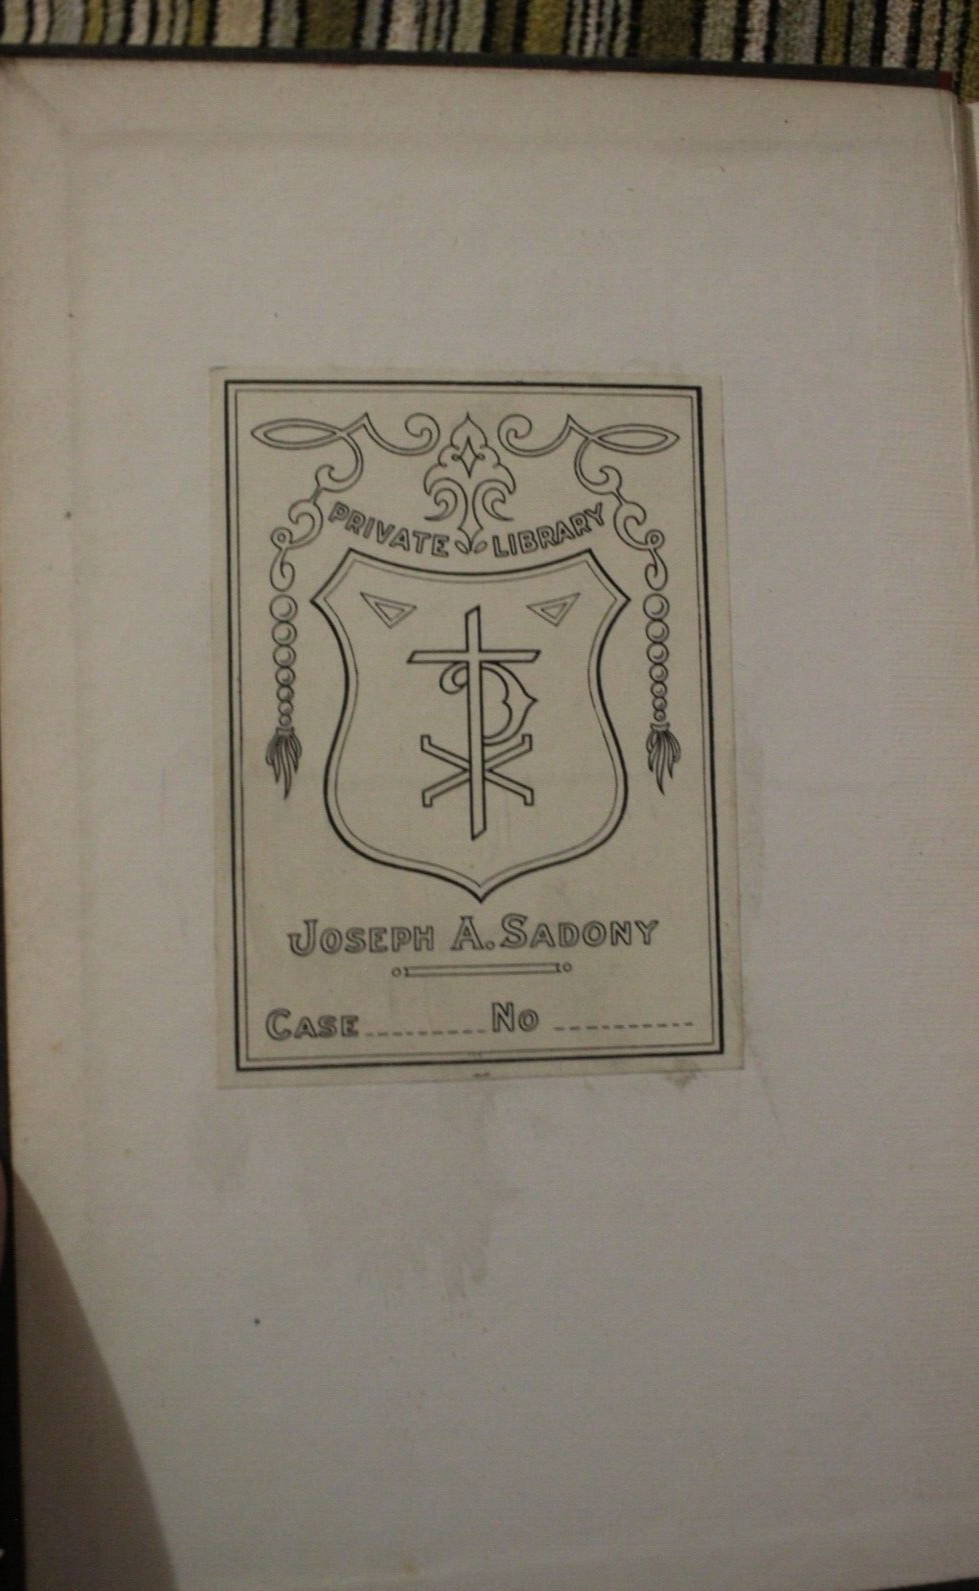 PRIVATE LIBRARY
JOSEPH A. SADONY
CASE.........No ..........